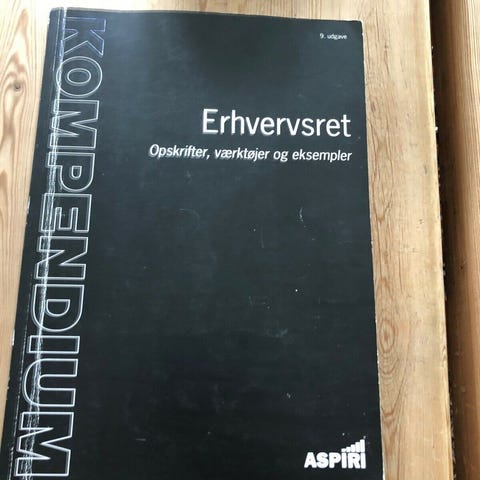 9. udgave
KOMPENDIUM
Erhvervsret
Opskrifter, værktøjer og eksempler
ASPIRI